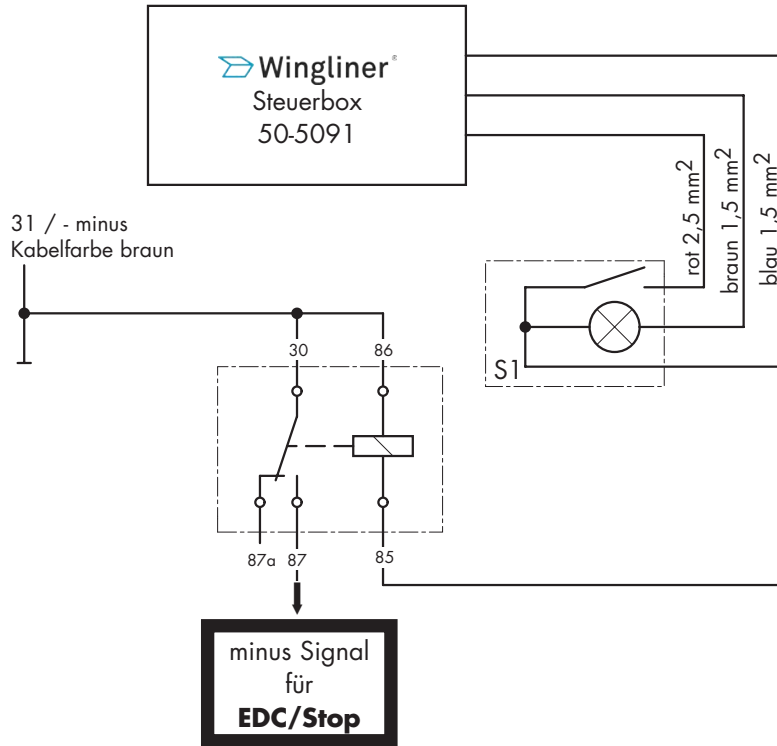 Wingliner®
Steuerbox
50-5091
31 / - minus
Kabelfarbe braun
rot 2,5 mm²
braun 1,5 mm²
blau 1,5 mm²
S1
30
86
87a
87
85
minus Signal
für
EDC/Stop